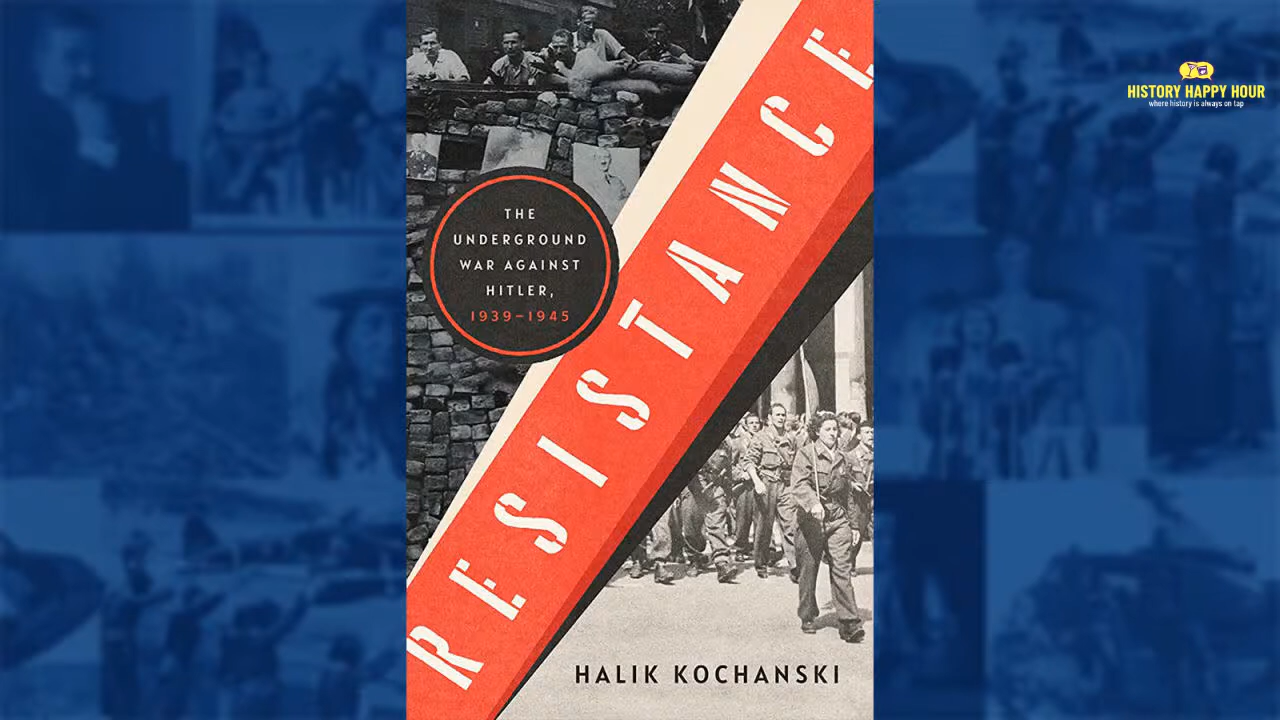 HISTORY HAPPY HOUR
where history is always on tap
THE
UNDERGROUND
WAR AGAINST
HITLER,
1939–1945
RESISTANCE
HALIK KOCHANSKI